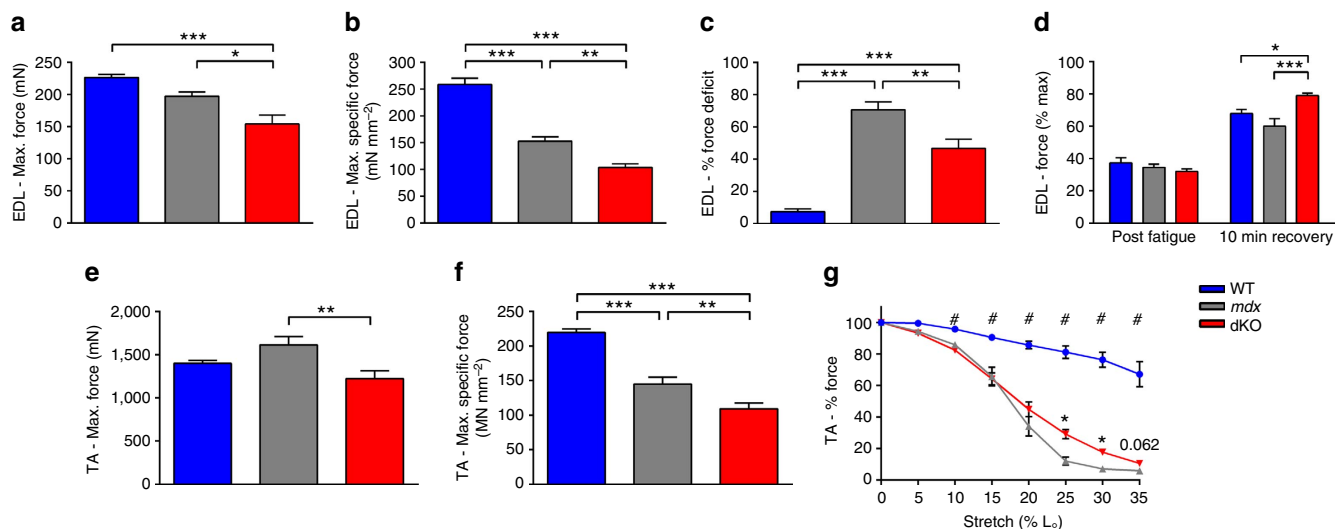 a
EDL - Max. force (mN)
250
200
150
100
50
0
***
*
b
EDL - Max. specific force
(mN mm⁻²)
300
250
200
150
100
50
0
***
***
**
c
EDL - % force deficit
100
80
60
40
20
0
***
***
**
d
EDL - force (% max)
100
80
60
40
20
0
*
***
Post fatigue
10 min recovery
e
TA - Max. force (mN)
2,000
1,500
1,000
500
0
**
f
TA - Max. specific force
(MN mm⁻²)
250
200
150
100
50
0
***
***
**
g
TA - % force
100
80
60
40
20
0
# # # # # #
*
*
0.062
0 5 10 15 20 25 30 35
Stretch (% Lₒ)
WT
mdx
dKO